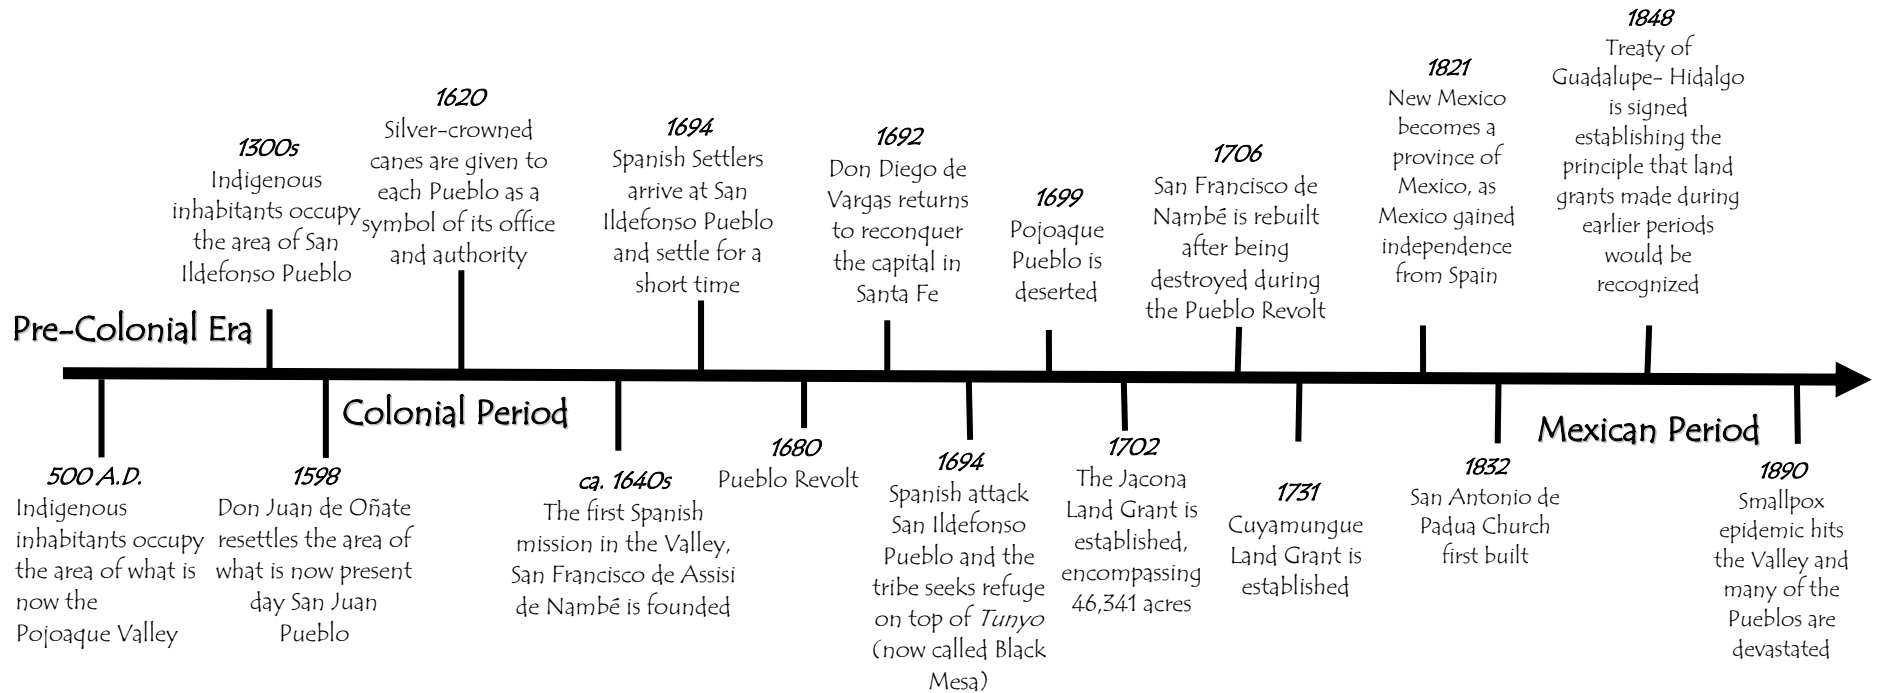 Pre-Colonial Era
500 A.D.
Indigenous
inhabitants occupy
the area of what is
now the
Pojoaque Valley
1300s
Indigenous
inhabitants occupy
the area of San
Ildefonso Pueblo
Colonial Period
1598
Don Juan de Oñate
resettles the area of
what is now present
day San Juan
Pueblo
1620
Silver-crowned
canes are given to
each Pueblo as a
symbol of its office
and authority
ca. 1640s
The first Spanish
mission in the Valley,
San Francisco de Assisi
de Nambé is founded
1694
Spanish Settlers
arrive at San
Ildefonso Pueblo
and settle for a
short time
1680
Pueblo Revolt
1692
Don Diego de
Vargas returns
to reconquer
the capital in
Santa Fe
1694
Spanish attack
San Ildefonso
Pueblo and the
tribe seeks refuge
on top of Tunyo
(now called Black
Mesa)
1699
Pojoaque
Pueblo is
deserted
1702
The Jacona
Land Grant is
established,
encompassing
46,341 acres
1706
San Francisco de
Nambé is rebuilt
after being
destroyed during
the Pueblo Revolt
1731
Cuyamungue
Land Grant is
established
1821
New Mexico
becomes a
province of
Mexico, as
Mexico gained
independence
from Spain
1832
San Antonio de
Padua Church
first built
Mexican Period
1848
Treaty of
Guadalupe- Hidalgo
is signed
establishing the
principle that land
grants made during
earlier periods
would be
recognized
1890
Smallpox
epidemic hits
the Valley and
many of the
Pueblos are
devastated